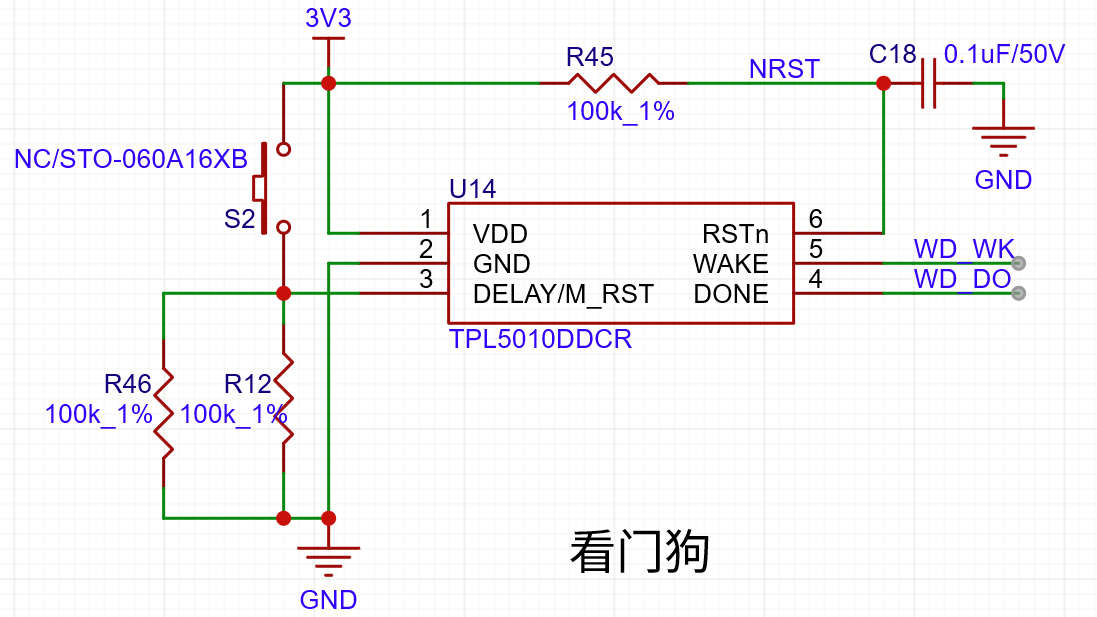 3V3
R45
100k_1%
NRST
C18
0.1uF/50V
GND
NC/STO-060A16XB
S2
U14
1
VDD
2
GND
3
DELAY/M_RST
RSTn
6
WAKE
5
DONE
4
WD_WK
WD_DO
TPL5010DDCR
R46
100k_1%
R12
100k_1%
GND
看门狗